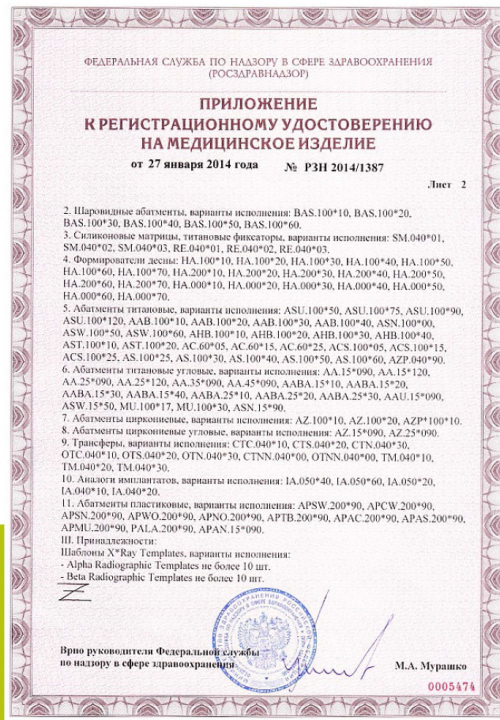 ФЕДЕРАЛЬНАЯ СЛУЖБА ПО НАДЗОРУ В СФЕРЕ ЗДРАВООХРАНЕНИЯ
(РОСЗДРАВНАДЗОР)
ПРИЛОЖЕНИЕ
К РЕГИСТРАЦИОННОМУ УДОСТОВЕРЕНИЮ
НА МЕДИЦИНСКОЕ ИЗДЕЛИЕ
от 27 января 2014 года № РЗН 2014/1387
Лист 2
2. Шаровидные абатменты, варианты исполнения: BAS.100*10, BAS.100*20,
BAS.100*30, BAS.100*40, BAS.100*50, BAS.100*60.
3. Силиконовые матрицы, титановые фиксаторы, варианты исполнения: SM.040*01,
SM.040*02, SM.040*03, RE.040*01, RE.040*02, RE.040*03.
4. Формирователи десны: HA.100*10, HA.100*20, HA.100*30, HA.100*40, HA.100*50,
HA.100*60, HA.100*70, HA.200*10, HA.200*20, HA.200*30, HA.200*40, HA.200*50,
HA.200*60, HA.200*70, HA.000*10, HA.000*20, HA.000*30, HA.000*40, HA.000*50,
HA.000*60, HA.000*70.
5. Абатменты титановые, варианты исполнения: ASU.100*50, ASU.100*75, ASU.100*90,
ASU.100*120, AAB.100*10, AAB.100*20, AAB.100*30, AAB.100*40, ASN.100*00,
ASW.100*50, ASW.100*60, AHB.100*10, AHB.100*20, AHB.100*30, AHB.100*40,
AST.100*10, AST.100*20, AC.60*05, AC.60*15, AC.60*25, ACS.100*05, ACS.100*15,
ACS.100*25, AS.100*25, AS.100*30, AS.100*40, AS.100*50, AS.100*60, AZP.040*90.
6. Абатменты титановые угловые, варианты исполнения: AA.15*090, AA.15*120,
AA.25*090, AA.25*120, AA.35*090, AA.45*090, AABA.15*10, AABA.15*20,
AABA.15*30, AABA.15*40, AABA.25*10, AABA.25*20, AABA.25*30, AAU.15*090,
ASW.15*50, MU.100*17, MU.100*30, ASN.15*90.
7. Абатменты циркониевые, варианты исполнения: AZ.100*10, AZ.100*20, AZP*100*10.
8. Абатменты циркониевые угловые, варианты исполнения: AZ.15*090, AZ.25*090.
9. Трансферы, варианты исполнения: CTC.040*10, CTS.040*20, CTN.040*30,
OTC.040*10, OTS.040*20, OTN.040*30, CTNN.040*00, OTNN.040*00, TM.040*10,
TM.040*20, TM.040*30.
10. Аналоги имплантатов, варианты исполнения: IA.050*40, IA.050*60, IA.050*20,
IA.040*10, IA.040*20.
11. Абатменты пластиковые, варианты исполнения: APSW.200*90, APCW.200*90,
APSN.200*90, APWO.200*90, APNO.200*90, APTB.200*90, APAC.200*90, APAS.200*90,
APMU.200*90, PALA.200*90, APAN.15*090.
III. Принадлежности:
Шаблоны X*Ray Templates, варианты исполнения:
- Alpha Radiographic Templates не более 10 шт.
- Beta Radiographic Templates не более 10 шт.
Врио руководителя Федеральной службы
по надзору в сфере здравоохранения
М.А. Мурашко
0005474